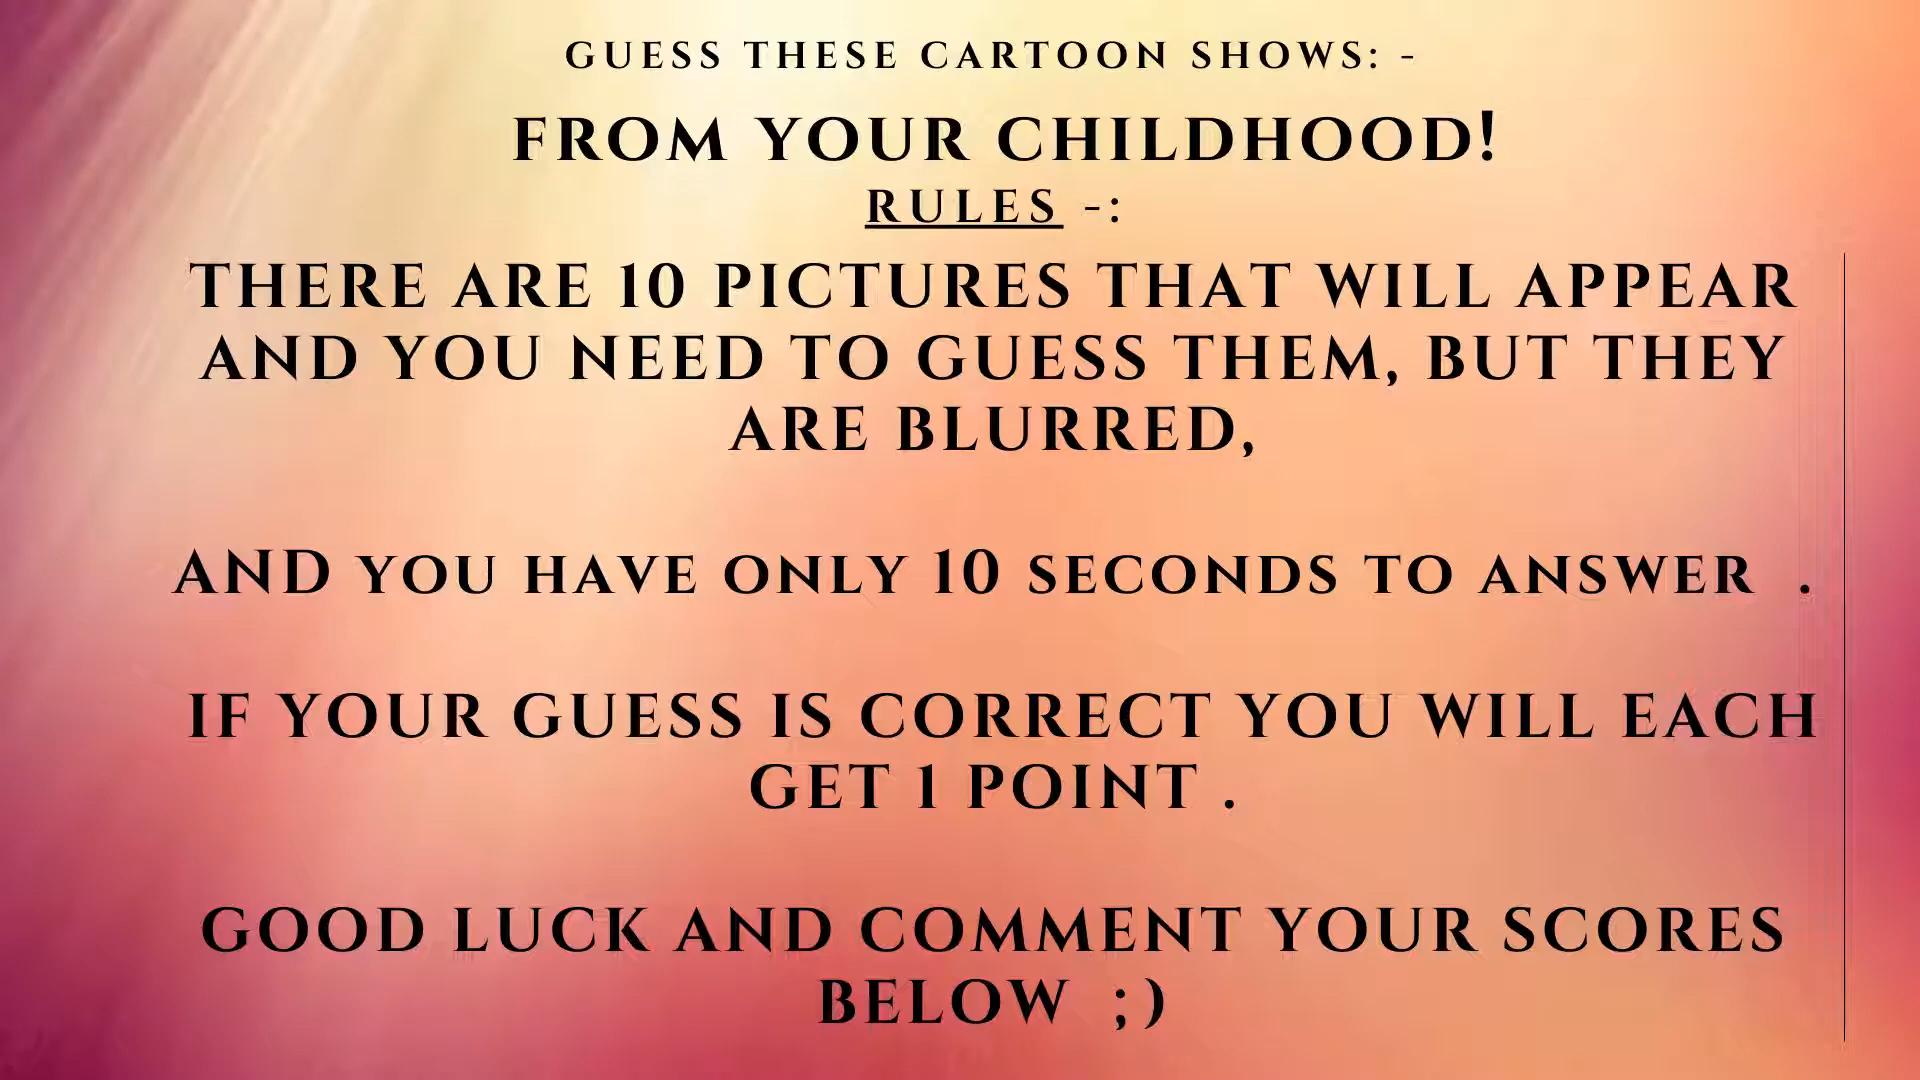 GUESS THESE CARTOON SHOWS: -
FROM YOUR CHILDHOOD!
RULES -:
THERE ARE 10 PICTURES THAT WILL APPEAR
AND YOU NEED TO GUESS THEM, BUT THEY
ARE BLURRED,
AND YOU HAVE ONLY 10 SECONDS TO ANSWER .
IF YOUR GUESS IS CORRECT YOU WILL EACH
GET 1 POINT .
GOOD LUCK AND COMMENT YOUR SCORES
BELOW ;)